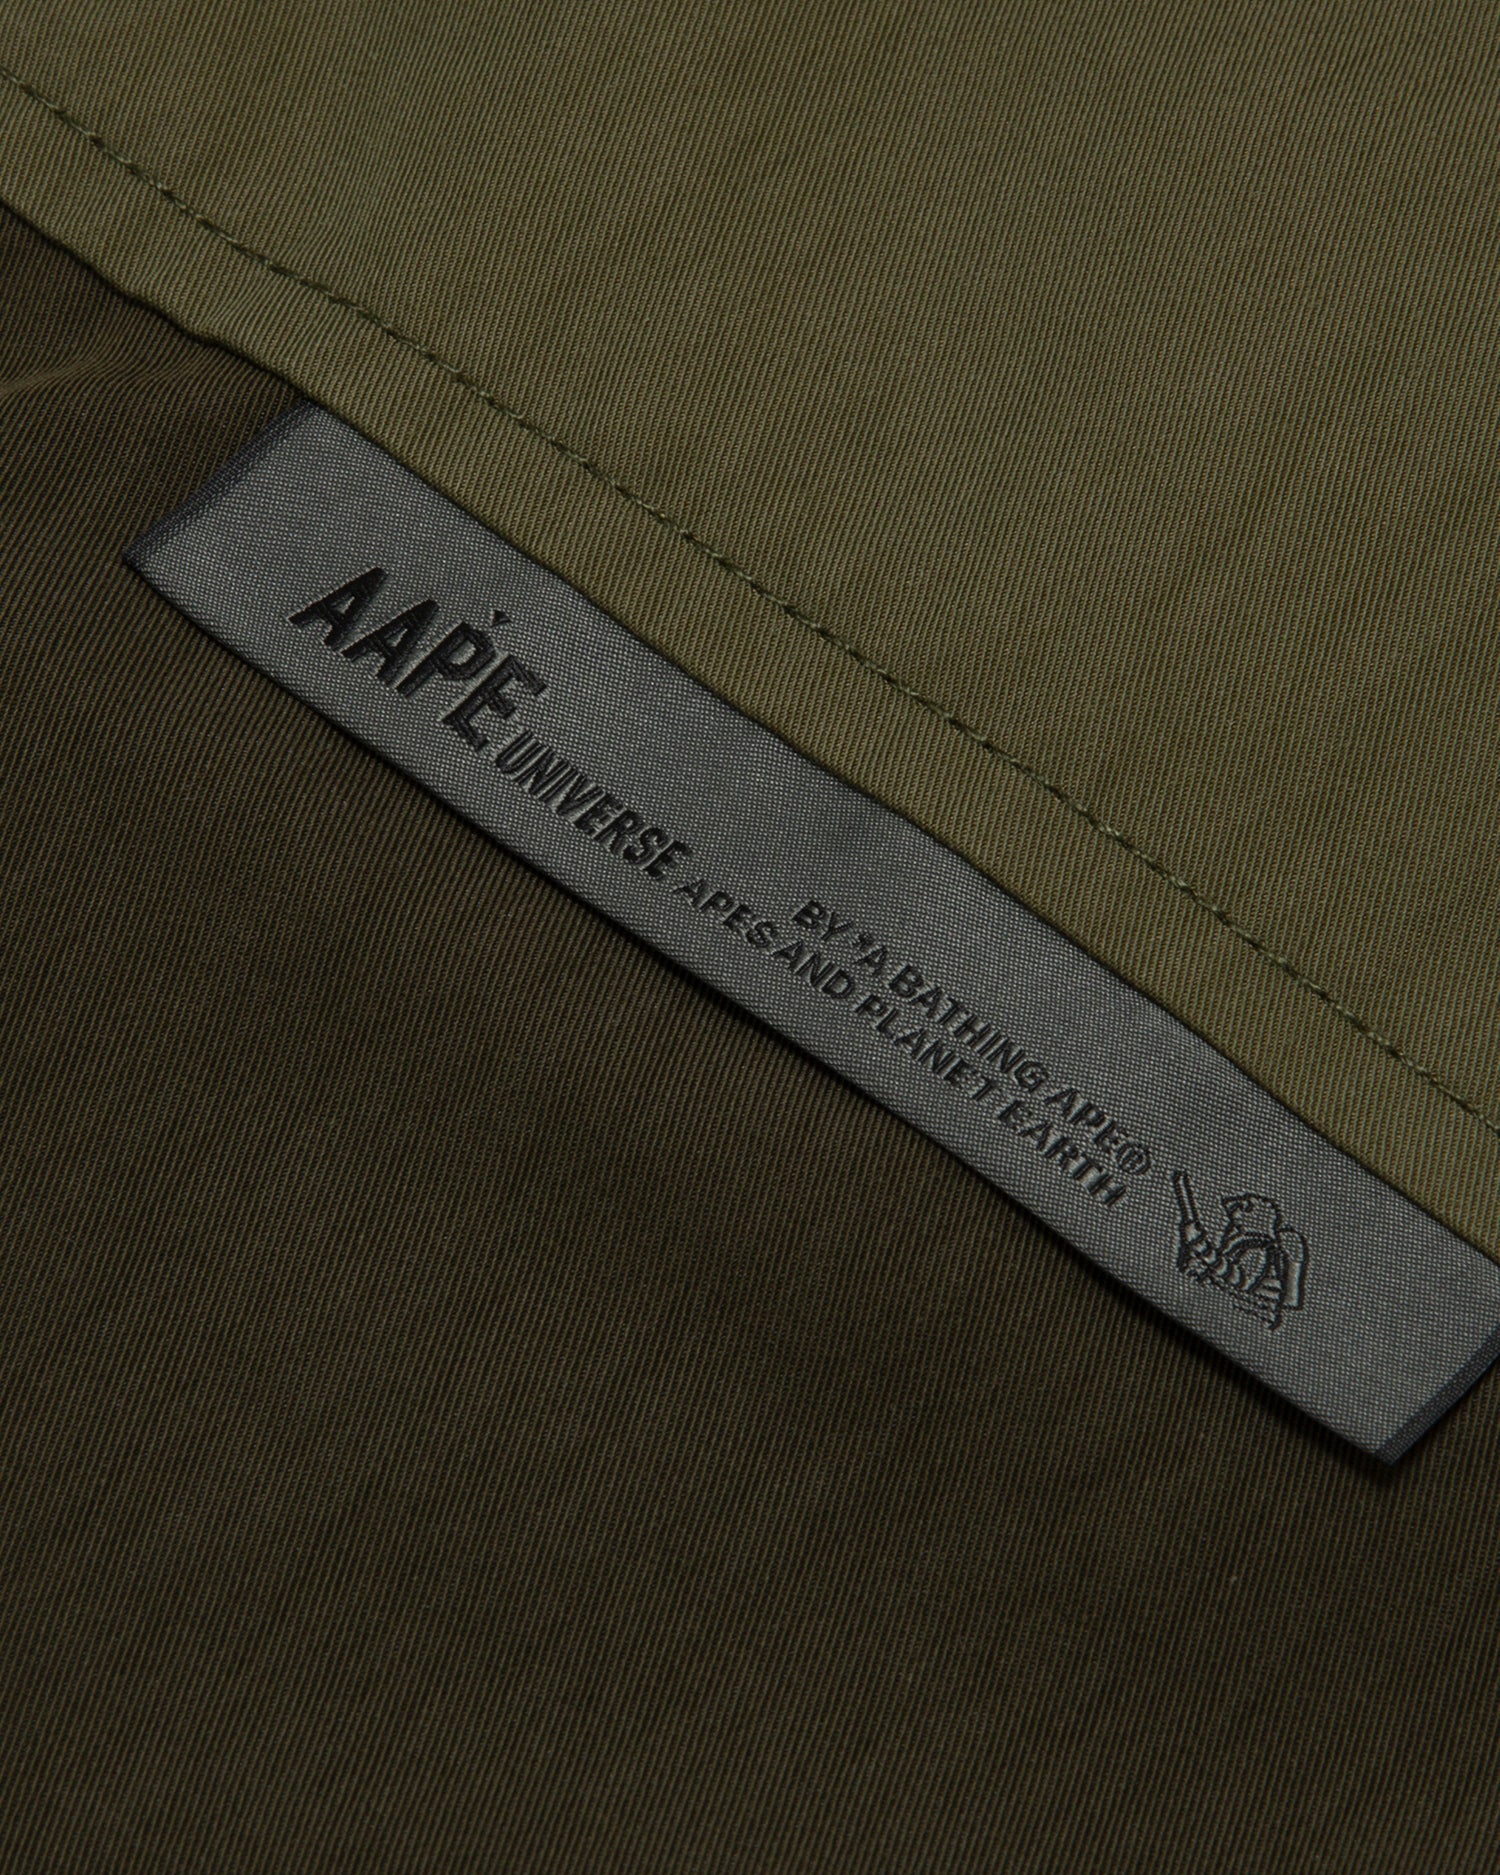 AAPE UNIVERSE
BY *A BATHING APE®
APES AND PLANET EARTH